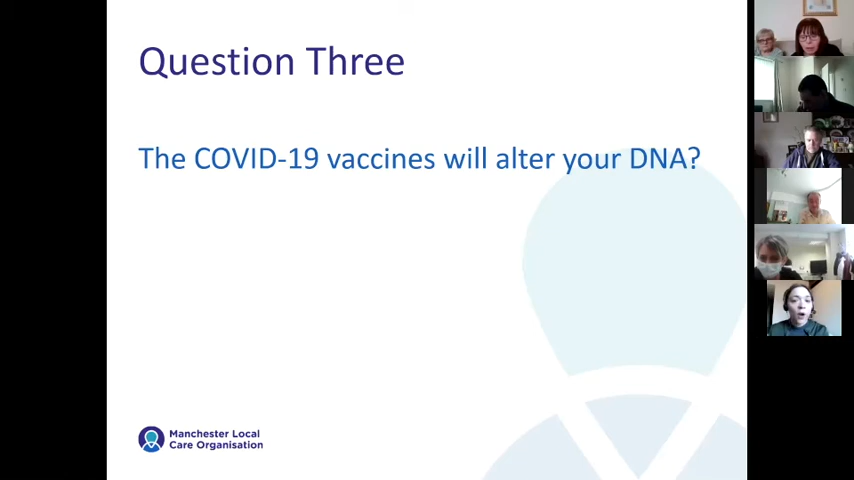 Question Three
The COVID-19 vaccines will alter your DNA?
Manchester Local
Care Organisation